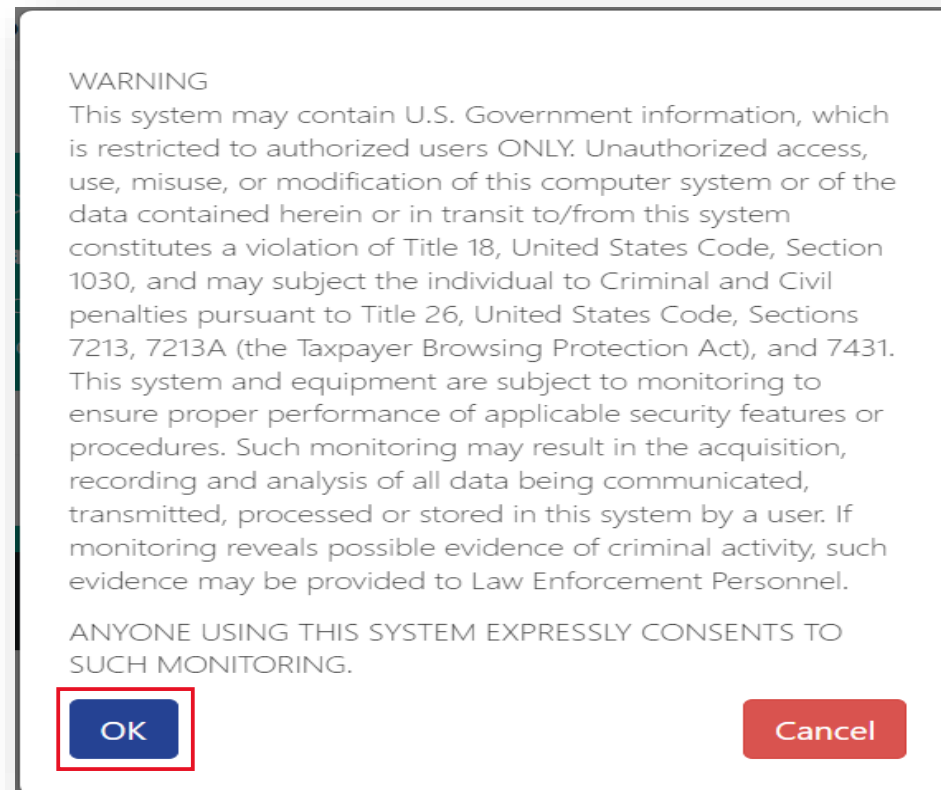 WARNING
This system may contain U.S. Government information, which
is restricted to authorized users ONLY. Unauthorized access,
use, misuse, or modification of this computer system or of the
data contained herein or in transit to/from this system
constitutes a violation of Title 18, United States Code, Section
1030, and may subject the individual to Criminal and Civil
penalties pursuant to Title 26, United States Code, Sections
7213, 7213A (the Taxpayer Browsing Protection Act), and 7431.
This system and equipment are subject to monitoring to
ensure proper performance of applicable security features or
procedures. Such monitoring may result in the acquisition,
recording and analysis of all data being communicated,
transmitted, processed or stored in this system by a user. If
monitoring reveals possible evidence of criminal activity, such
evidence may be provided to Law Enforcement Personnel.
ANYONE USING THIS SYSTEM EXPRESSLY CONSENTS TO
SUCH MONITORING.
OK
Cancel